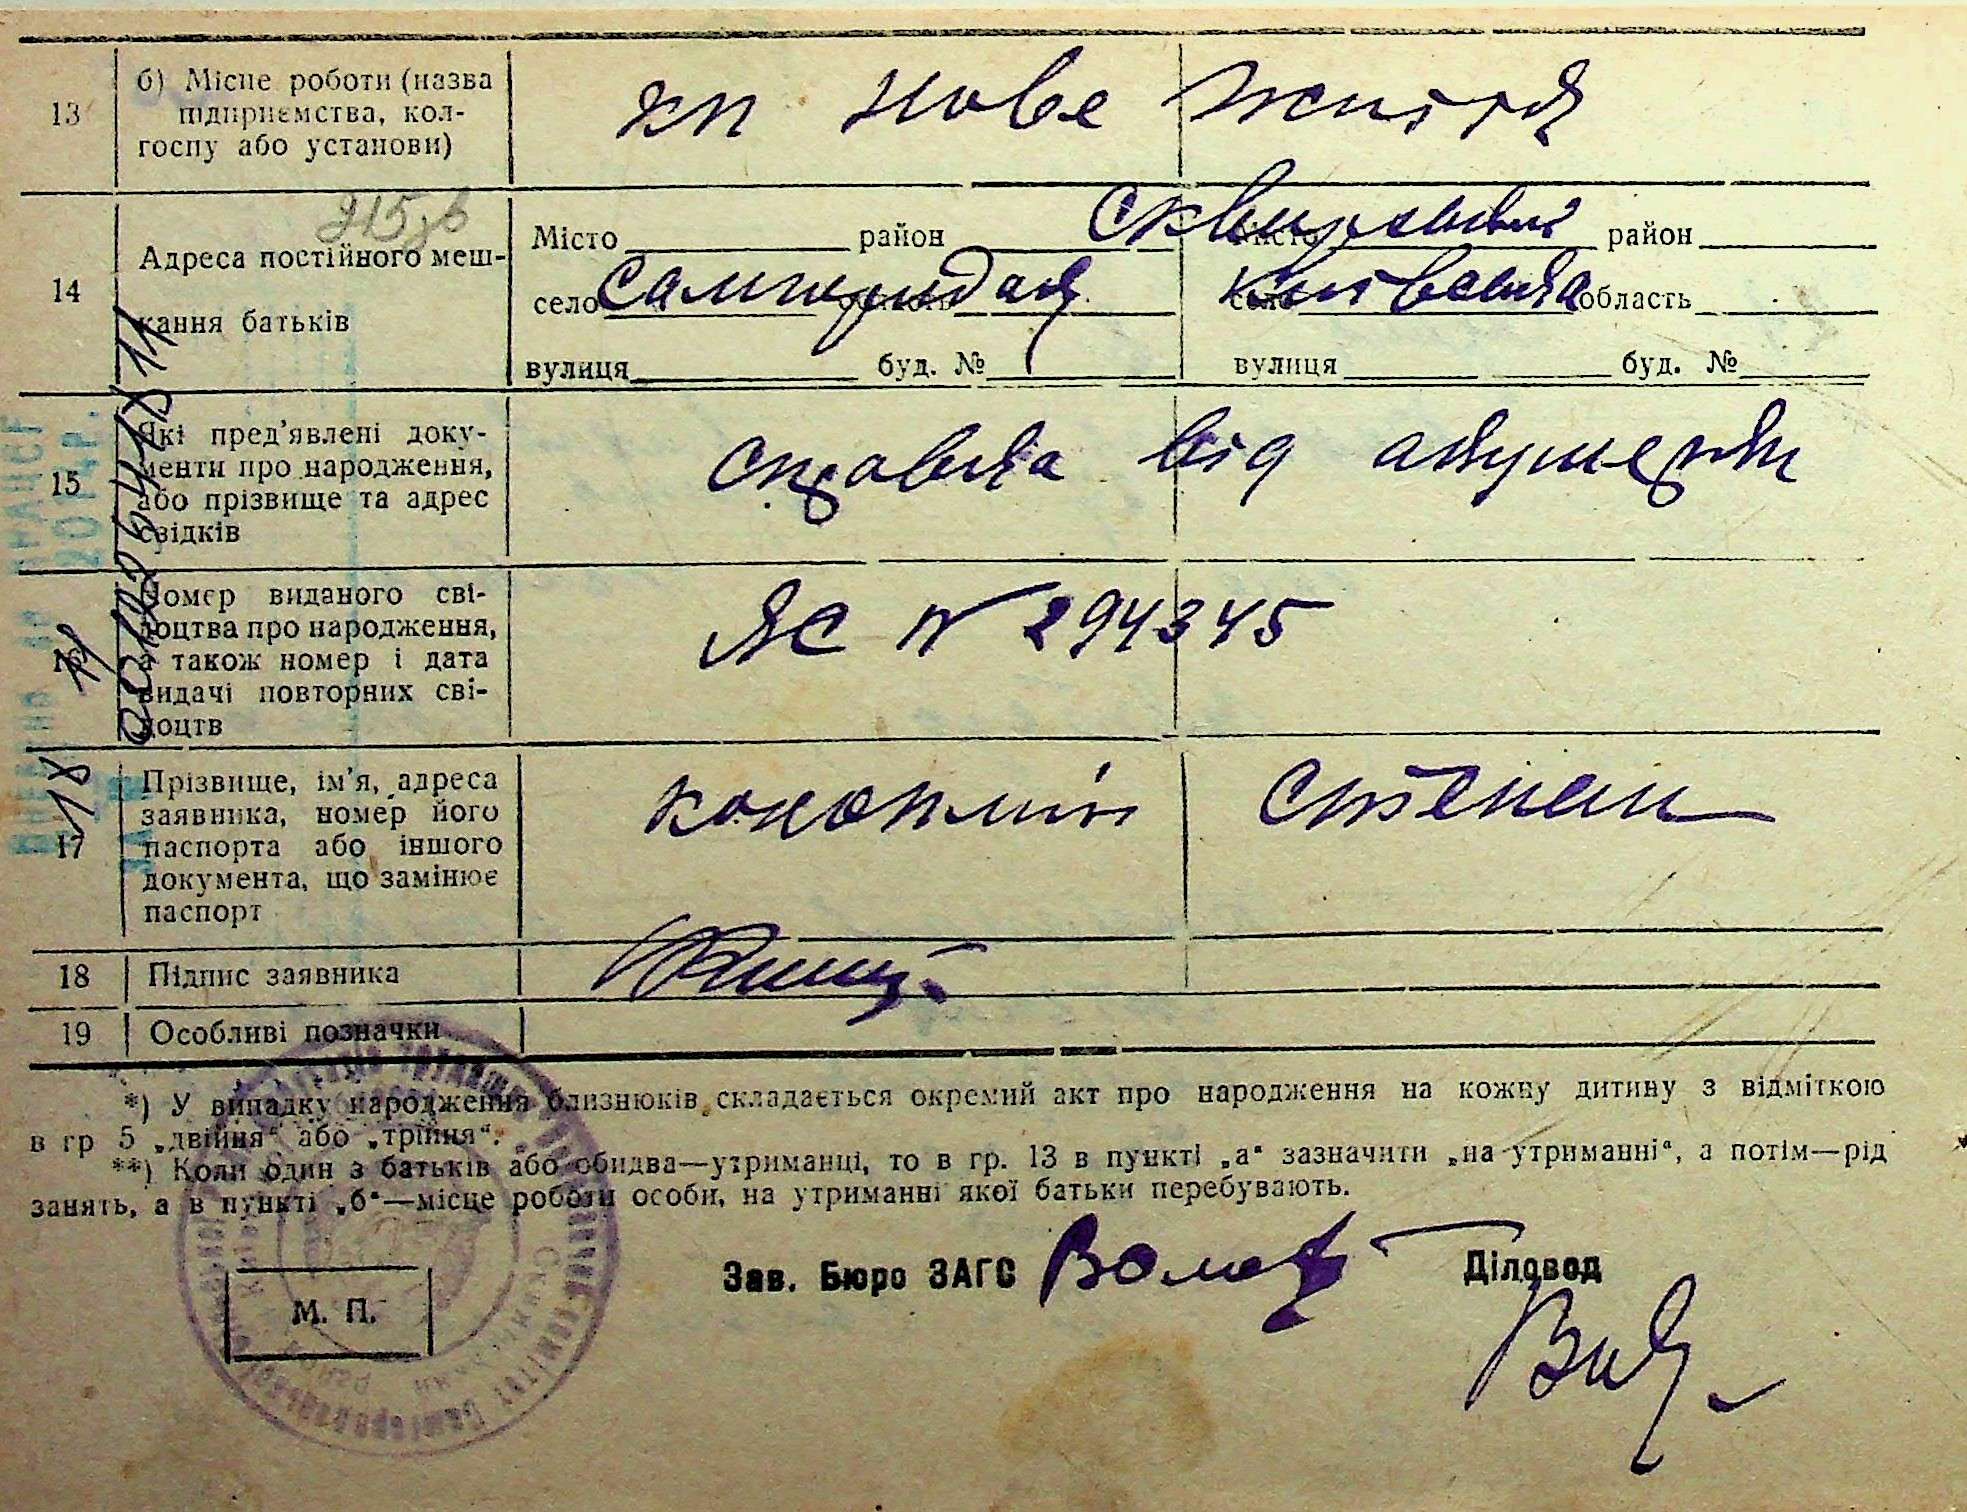 13
б) Місце роботи (назва
підприємства, кол-
госпу або установи)
кп нове життя
14
Адреса постійного меш-
кання батьків
Місто район Сквирський Місто район
село Самгородок область село Київська область
вулиця буд. № вулиця буд. №
15
Які пред'явлені доку-
менти про народження,
або прізвище та адрес
свідків
справка від акушерки
16
Номер виданого сві-
доцтва про народження,
а також номер і дата
видачі повторних сві-
доцтв
ЯС № 294345
17
Прізвище, ім'я, адреса
заявника, номер його
паспорта або іншого
документа, що замінює
паспорт
Степан
18 Підпис заявника
19 Особливі позначки
*) У випадку народження близнюків складається окремий акт про народження на кожну дитину з відміткою
в гр 5 „двійня“ або „трійня“.
**) Коли один з батьків або обидва—утриманці, то в гр. 13 в пункті „а“ зазначити „на утриманні“, а потім—рід
занять, а в пункті „б“—місце роботи особи, на утриманні якої батьки перебувають.
Зав. Бюро ЗАГС Діловод
М. П.